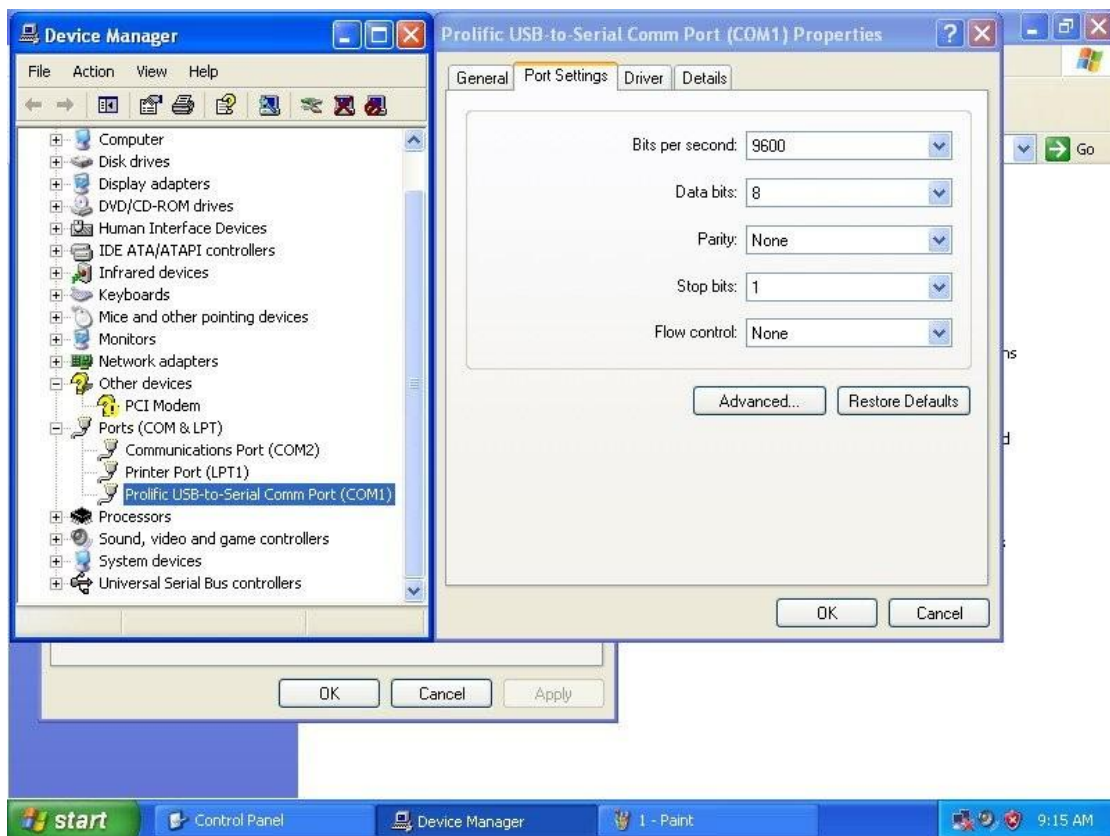 Device Manager
File Action View Help
Computer
Disk drives
Display adapters
DVD/CD-ROM drives
Human Interface Devices
IDE ATA/ATAPI controllers
Infrared devices
Keyboards
Mice and other pointing devices
Monitors
Network adapters
Other devices
PCI Modem
Ports (COM & LPT)
Communications Port (COM2)
Printer Port (LPT1)
Prolific USB-to-Serial Comm Port (COM1)
Processors
Sound, video and game controllers
System devices
Universal Serial Bus controllers
Prolific USB-to-Serial Comm Port (COM1) Properties
General Port Settings Driver Details
Bits per second: 9600
Data bits: 8
Parity: None
Stop bits: 1
Flow control: None
Advanced... Restore Defaults
OK Cancel
Go
OK Cancel Apply
start Control Panel Device Manager 1 - Paint 9:15 AM